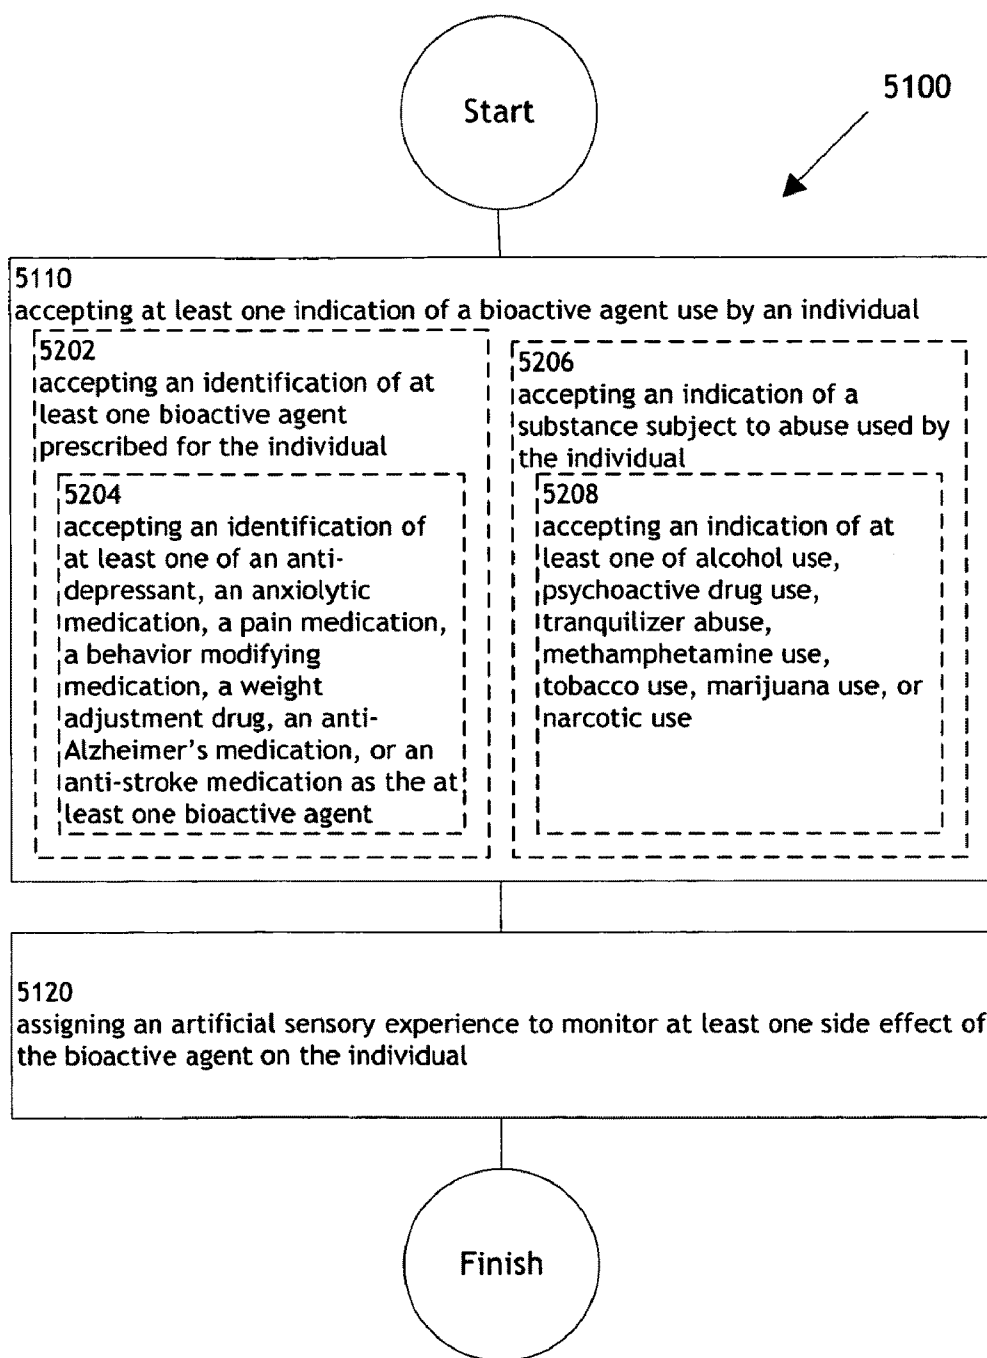 Start
5100
5110
accepting at least one indication of a bioactive agent use by an individual
5202
accepting an identification of at
least one bioactive agent
prescribed for the individual
5204
accepting an identification of
at least one of an anti-
depressant, an anxiolytic
medication, a pain medication,
a behavior modifying
medication, a weight
adjustment drug, an anti-
Alzheimer's medication, or an
anti-stroke medication as the at
least one bioactive agent
5206
accepting an indication of a
substance subject to abuse used by
the individual
5208
accepting an indication of at
least one of alcohol use,
psychoactive drug use,
tranquilizer abuse,
methamphetamine use,
tobacco use, marijuana use, or
narcotic use
5120
assigning an artificial sensory experience to monitor at least one side effect of
the bioactive agent on the individual
Finish